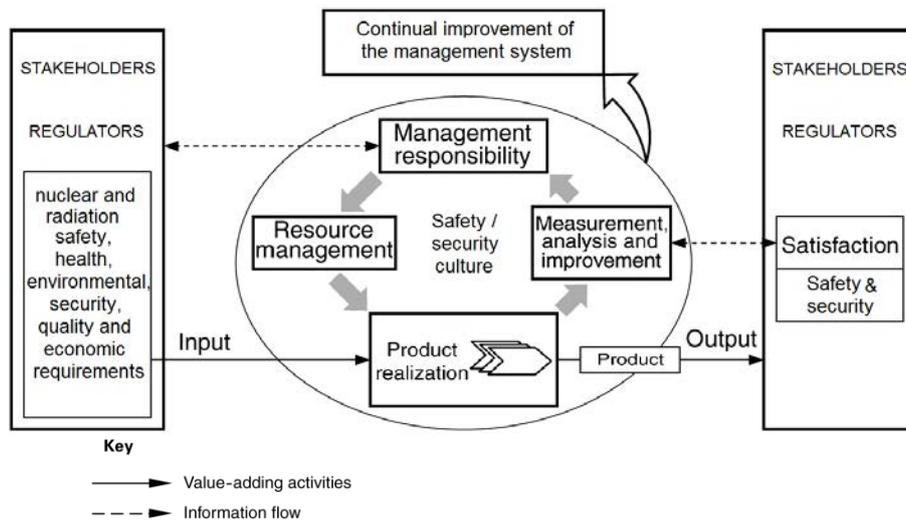 Continual improvement of
the management system
STAKEHOLDERS
REGULATORS
nuclear and
radiation
safety,
health,
environmental,
security,
quality and
economic
requirements
Management
responsibility
Resource
management
Safety /
security
culture
Measurement,
analysis and
improvement
Input
Product
realization
Product
Output
STAKEHOLDERS
REGULATORS
Satisfaction
Safety &
security
Key
Value-adding activities
Information flow